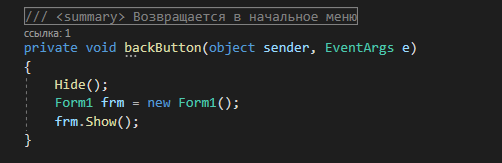 /// <summary> Возвращается в начальное меню
ссылка: 1
private void backButton(object sender, EventArgs e)
{
Hide();
Form1 frm = new Form1();
frm.Show();
}